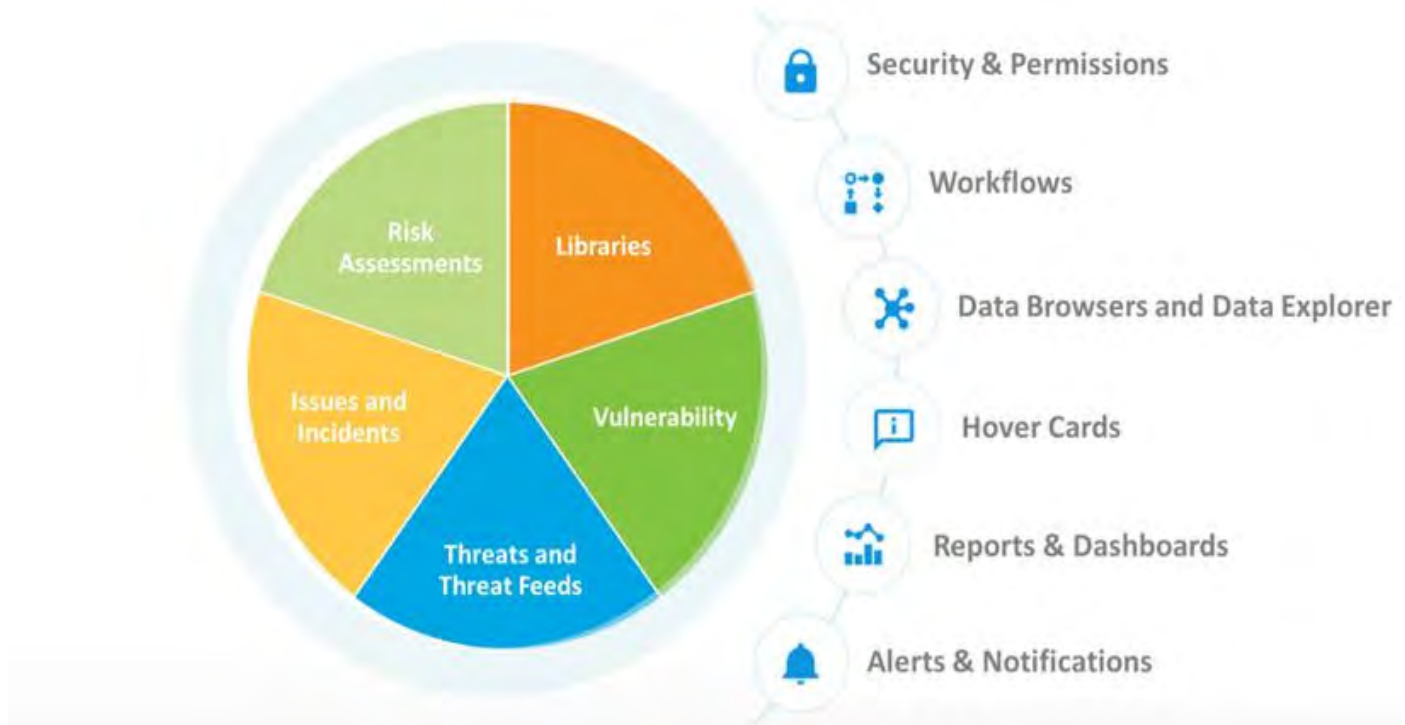 Risk
Assessments
Libraries
Issues and
Incidents
Vulnerability
Threats and
Threat Feeds
Security & Permissions
Workflows
Data Browsers and Data Explorer
Hover Cards
Reports & Dashboards
Alerts & Notifications